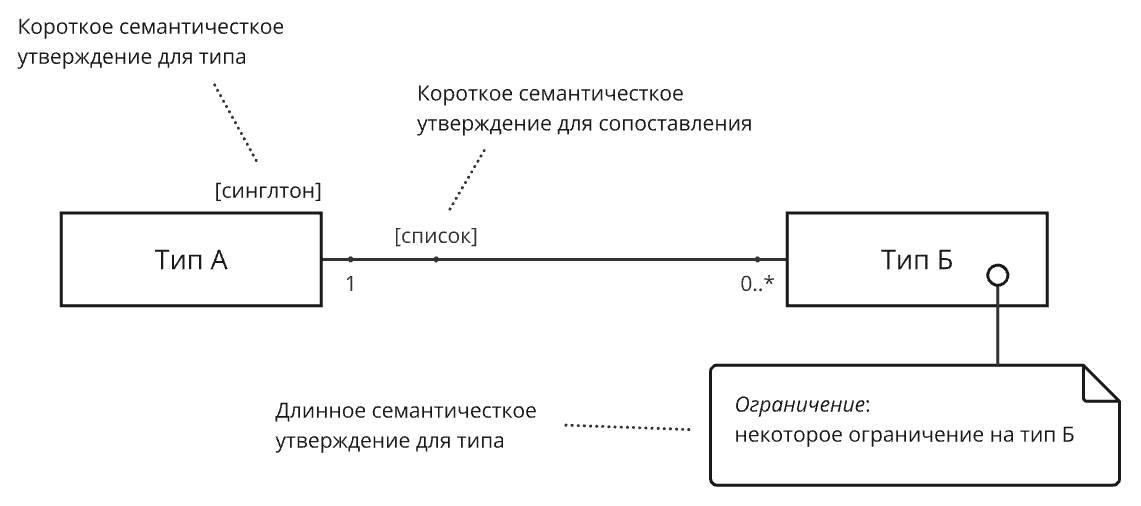 Короткое семантичесткое
утверждение для типа
Короткое семантичесткое
утверждение для сопоставления
[синглтон]
[список]
Тип А
Тип Б
1
0..*
Ограничение:
некоторое ограничение на тип Б
Длинное семантичесткое
утверждение для типа